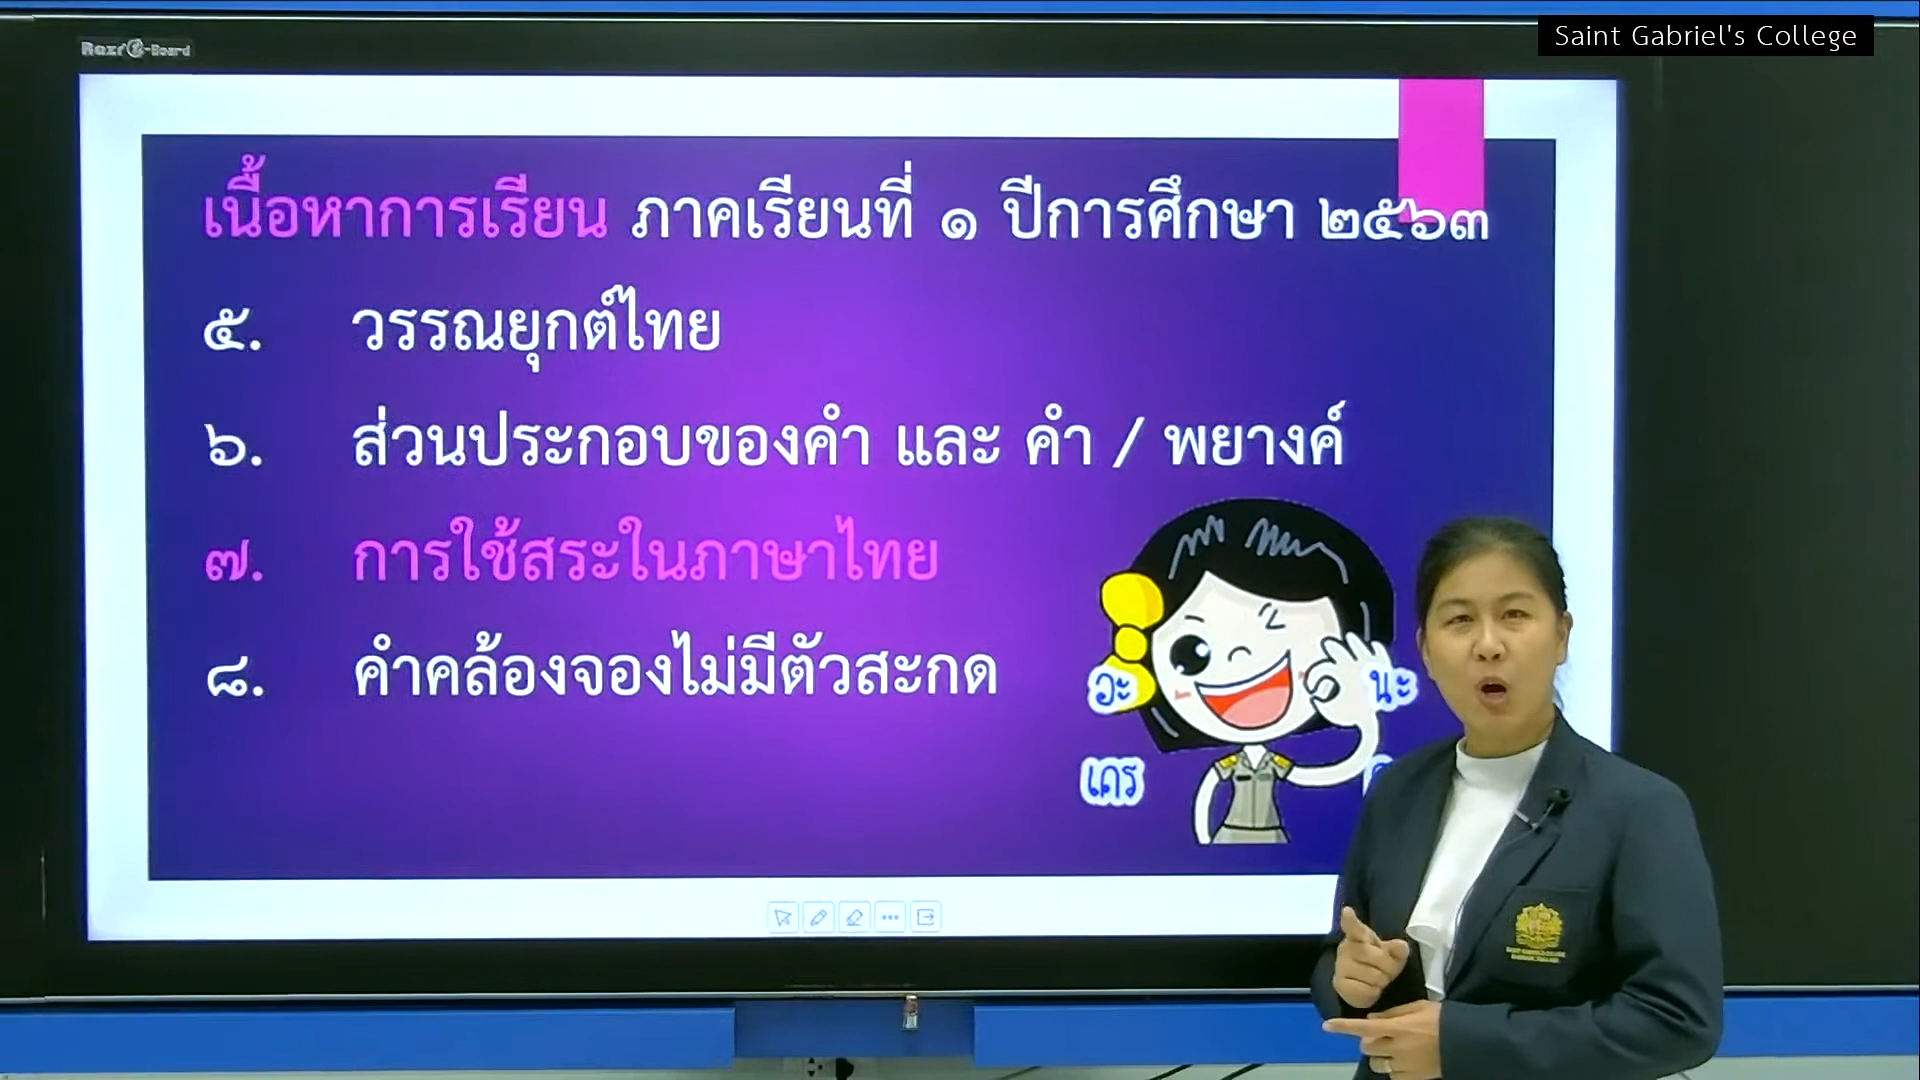 Saint Gabriel's College
Razr e-Board
เนื้อหาการเรียน ภาคเรียนที่ ๑ ปีการศึกษา ๒๕๖๓
๕. วรรณยุกต์ไทย
๖. ส่วนประกอบของคำ และ คำ / พยางค์
๗. การใช้สระในภาษาไทย
๘. คำคล้องจองไม่มีตัวสะกด
อะ
นะ
เคร